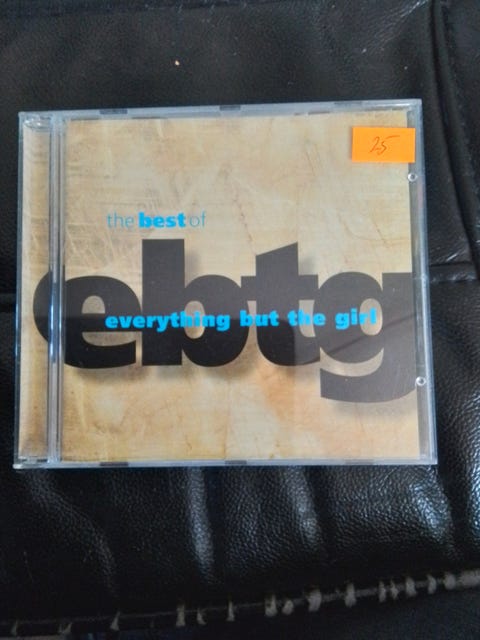 25
the best of
ebtg
everything but the girl